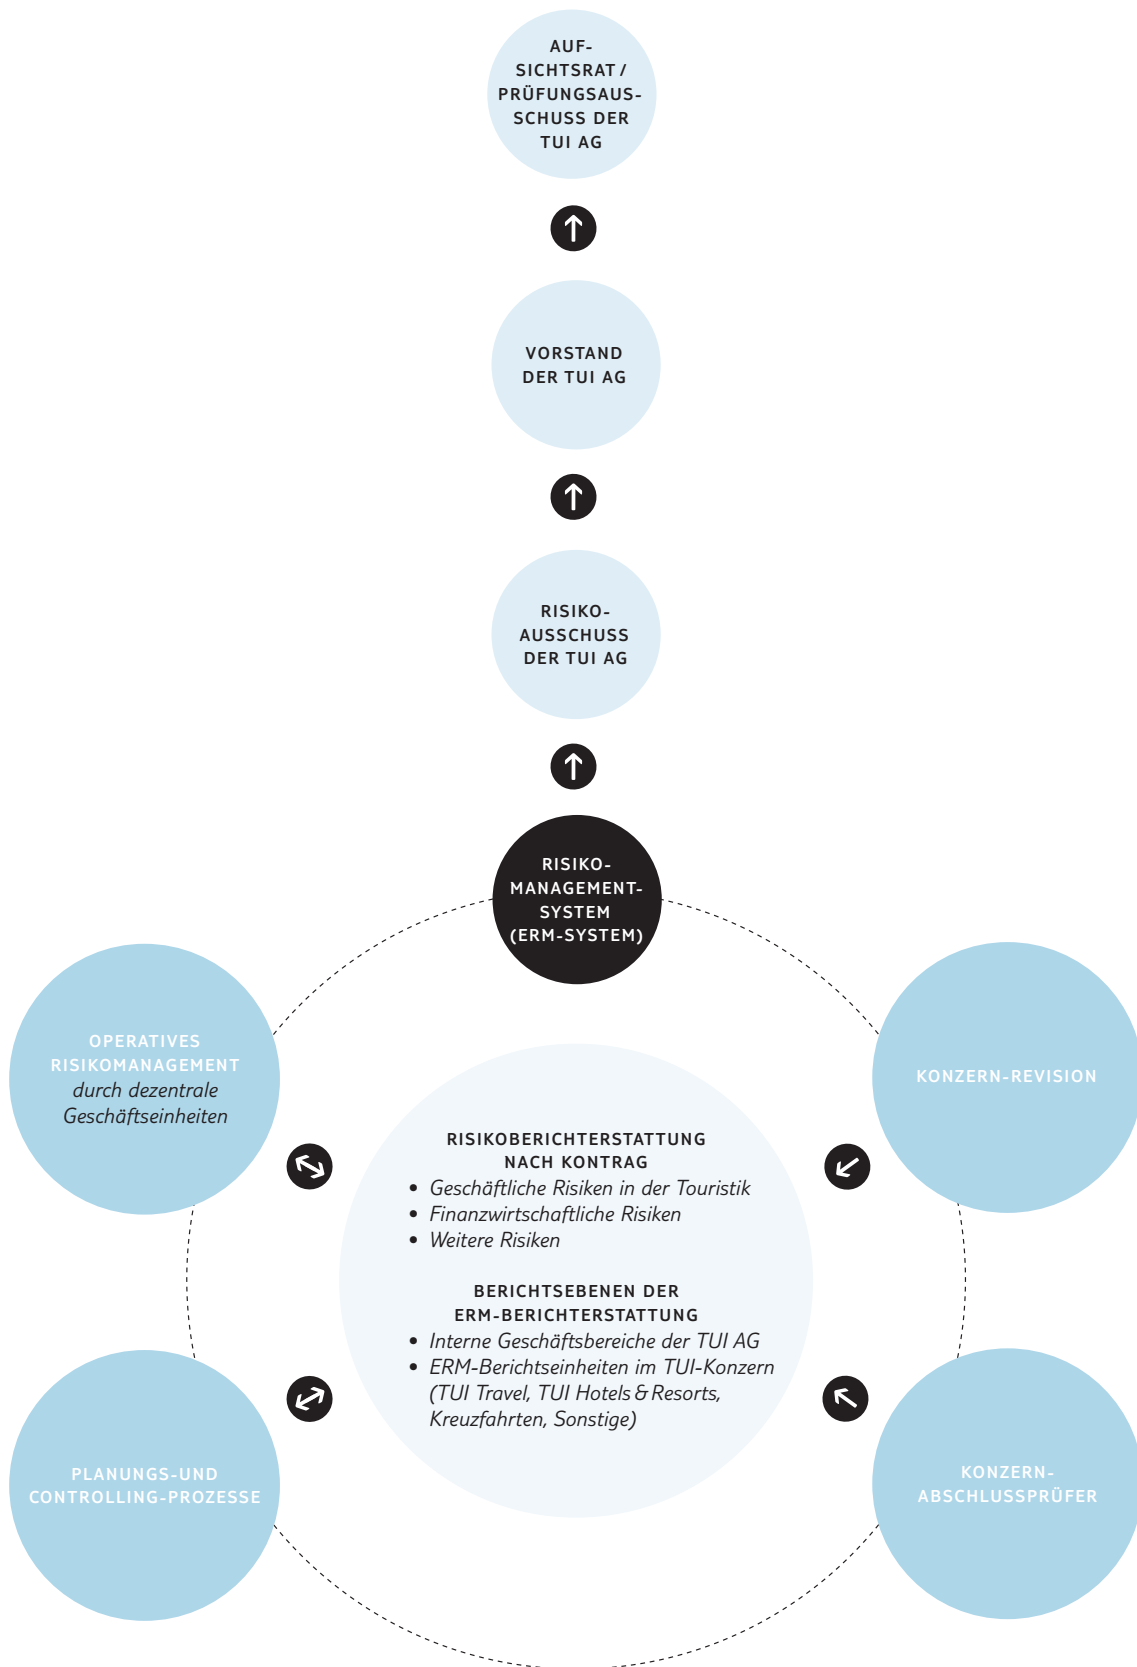 AUF-
SICHTSRAT /
PRÜFUNGSAUS-
SCHUSS DER
TUI AG
VORSTAND
DER TUI AG
RISIKO-
AUSSCHUSS
DER TUI AG
RISIKO-
MANAGEMENT-
SYSTEM
(ERM-SYSTEM)
OPERATIVES
RISIKOMANAGEMENT
durch dezentrale
Geschäftseinheiten
KONZERN-REVISION
RISIKOBERICHTERSTATTUNG
NACH KONTRAG
• Geschäftliche Risiken in der Touristik
• Finanzwirtschaftliche Risiken
• Weitere Risiken
BERICHTSEBENEN DER
ERM-BERICHTERSTATTUNG
• Interne Geschäftsbereiche der TUI AG
• ERM-Berichtseinheiten im TUI-Konzern
(TUI Travel, TUI Hotels & Resorts,
Kreuzfahrten, Sonstige)
PLANUNGS-UND
CONTROLLING-PROZESSE
KONZERN-
ABSCHLUSSPRÜFER